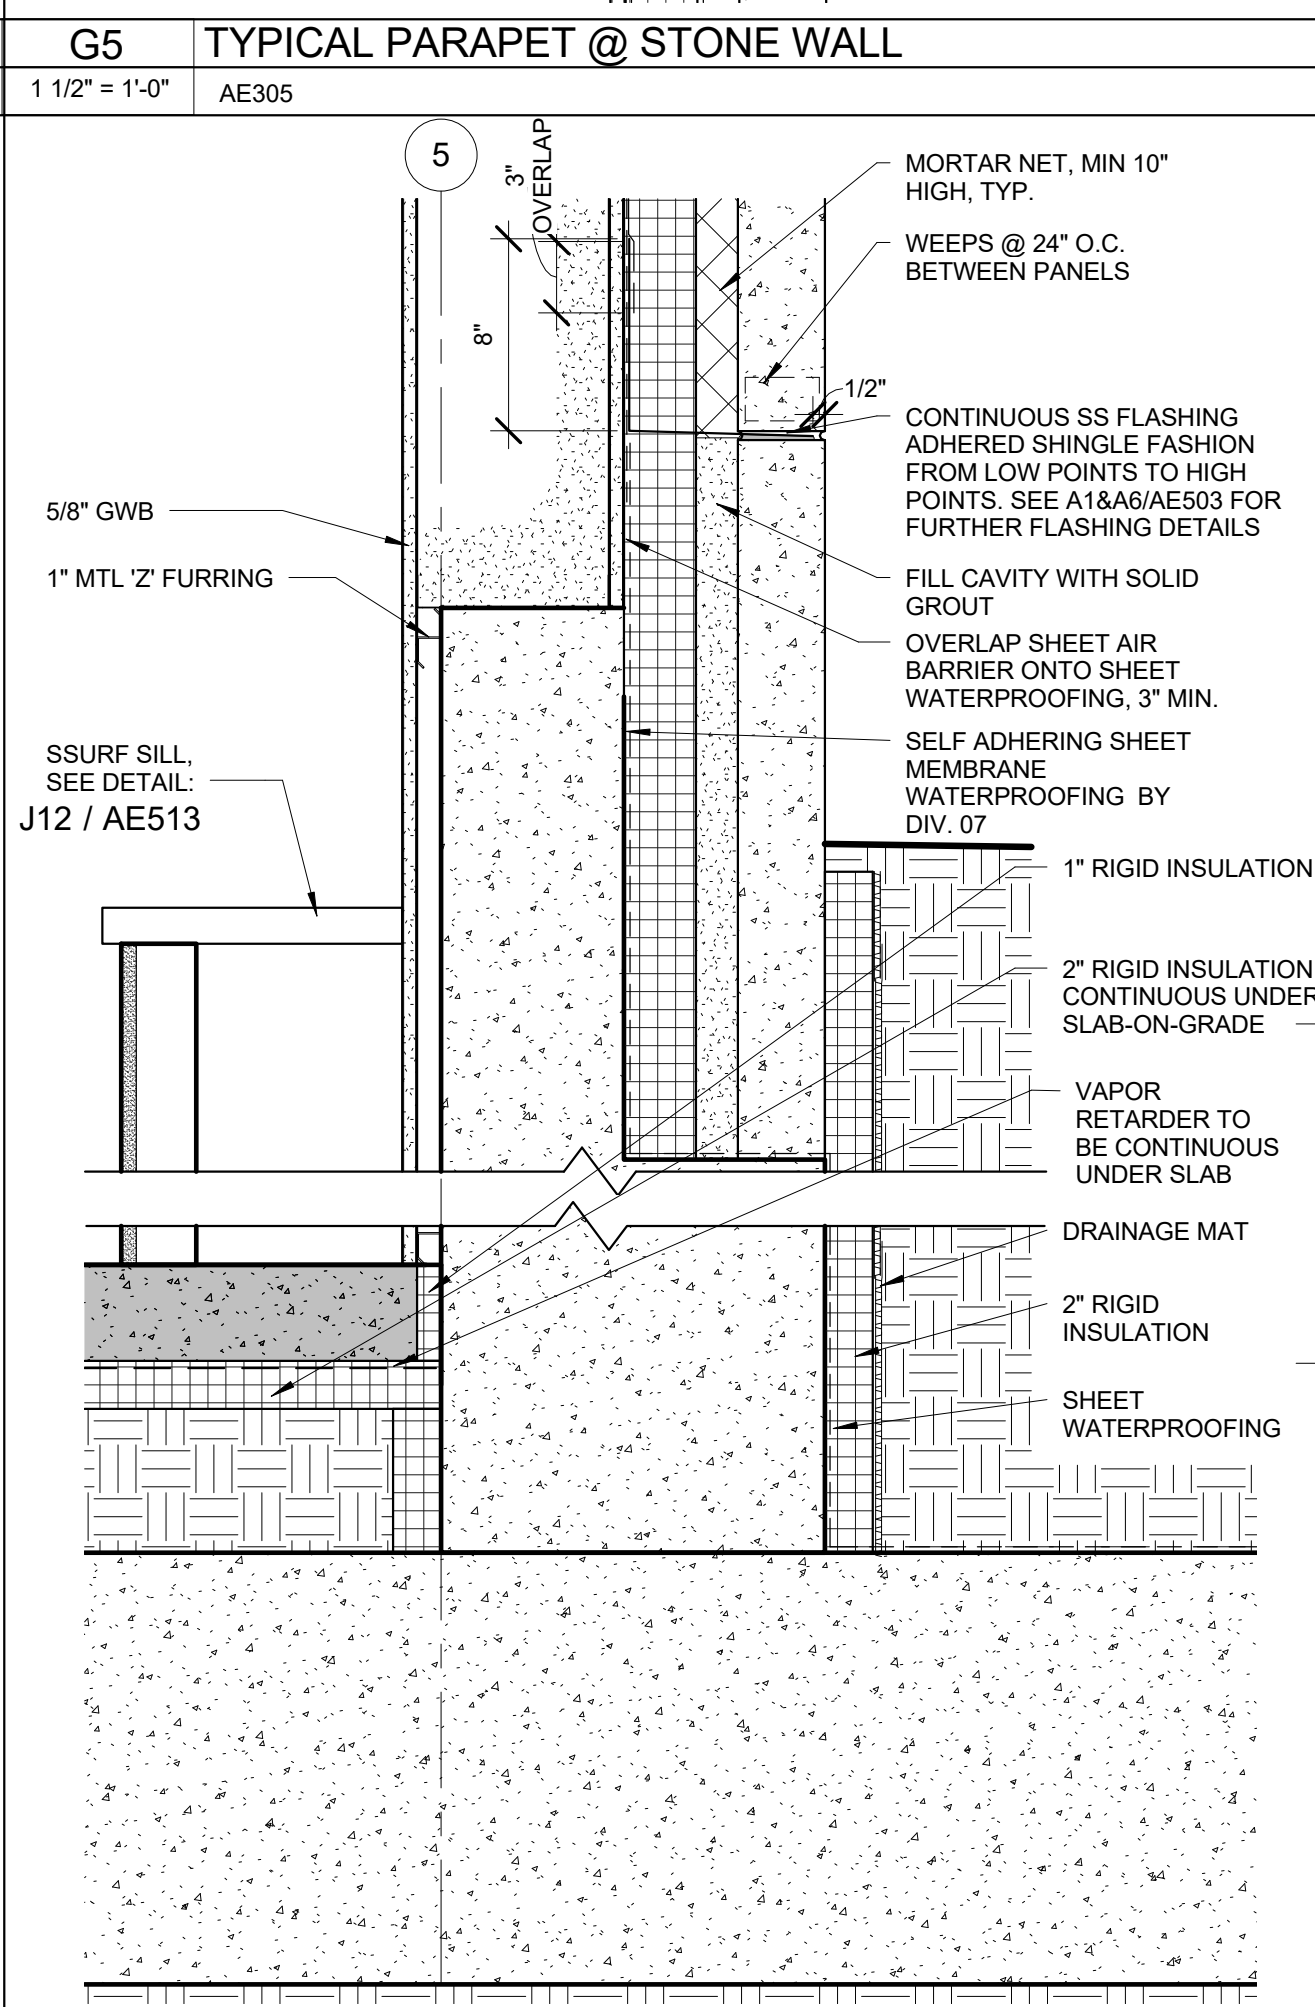 G5
TYPICAL PARAPET @ STONE WALL
1 1/2" = 1'-0"
AE305
5
3"
OVERLAP
8"
MORTAR NET, MIN 10"
HIGH, TYP.
WEEPS @ 24" O.C.
BETWEEN PANELS
1/2"
CONTINUOUS SS FLASHING
ADHERED SHINGLE FASHION
FROM LOW POINTS TO HIGH
POINTS. SEE A1&A6/AE503 FOR
FURTHER FLASHING DETAILS
5/8" GWB
1" MTL 'Z' FURRING
FILL CAVITY WITH SOLID
GROUT
OVERLAP SHEET AIR
BARRIER ONTO SHEET
WATERPROOFING, 3" MIN.
SSURF SILL,
SEE DETAIL:
J12 / AE513
SELF ADHERING SHEET
MEMBRANE
WATERPROOFING BY
DIV. 07
1" RIGID INSULATION
2" RIGID INSULATION
CONTINUOUS UNDER
SLAB-ON-GRADE
VAPOR
RETARDER TO
BE CONTINUOUS
UNDER SLAB
DRAINAGE MAT
2" RIGID
INSULATION
SHEET
WATERPROOFING